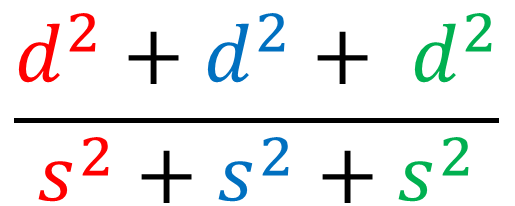 d² + d² + d²
s² + s² + s²